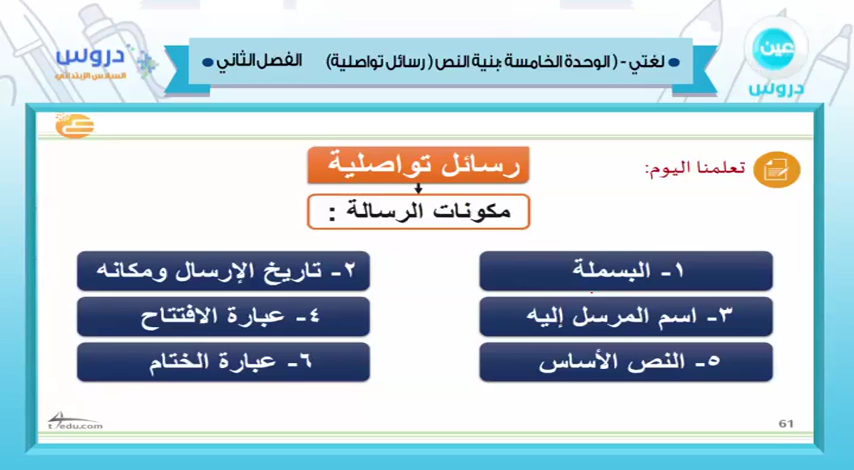 عين
دروس
لغتي - ( الوحدة الخامسة :بنية النص ( رسائل تواصلية) الفصل الثاني
دروس
السادس الإبتدائي
تعلمنا اليوم:
رسائل تواصلية
مكونات الرسالة :
١- البسملة
٢- تاريخ الإرسال ومكانه
٣- اسم المرسل إليه
٤- عبارة الافتتاح
٥- النص الأساس
٦- عبارة الختام
t4edu.com
61